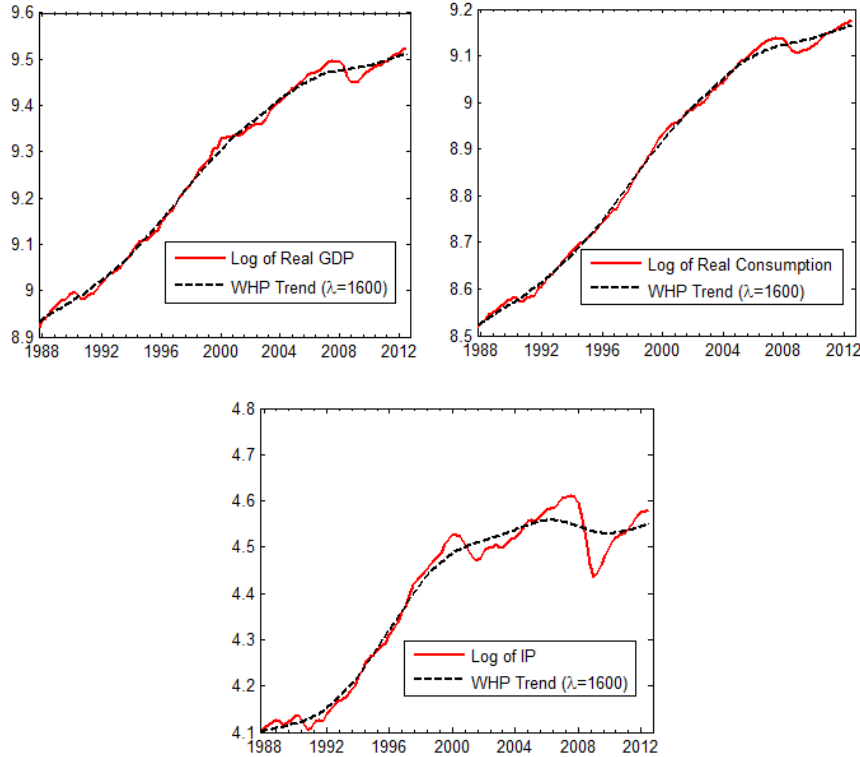 9.6
9.5
9.4
9.3
9.2
9.1
9
8.9
1988 1992 1996 2000 2004 2008 2012
Log of Real GDP
WHP Trend (λ=1600)
9.2
9.1
9
8.9
8.8
8.7
8.6
8.5
1988 1992 1996 2000 2004 2008 2012
Log of Real Consumption
WHP Trend (λ=1600)
4.8
4.7
4.6
4.5
4.4
4.3
4.2
4.1
1988 1992 1996 2000 2004 2008 2012
Log of IP
WHP Trend (λ=1600)